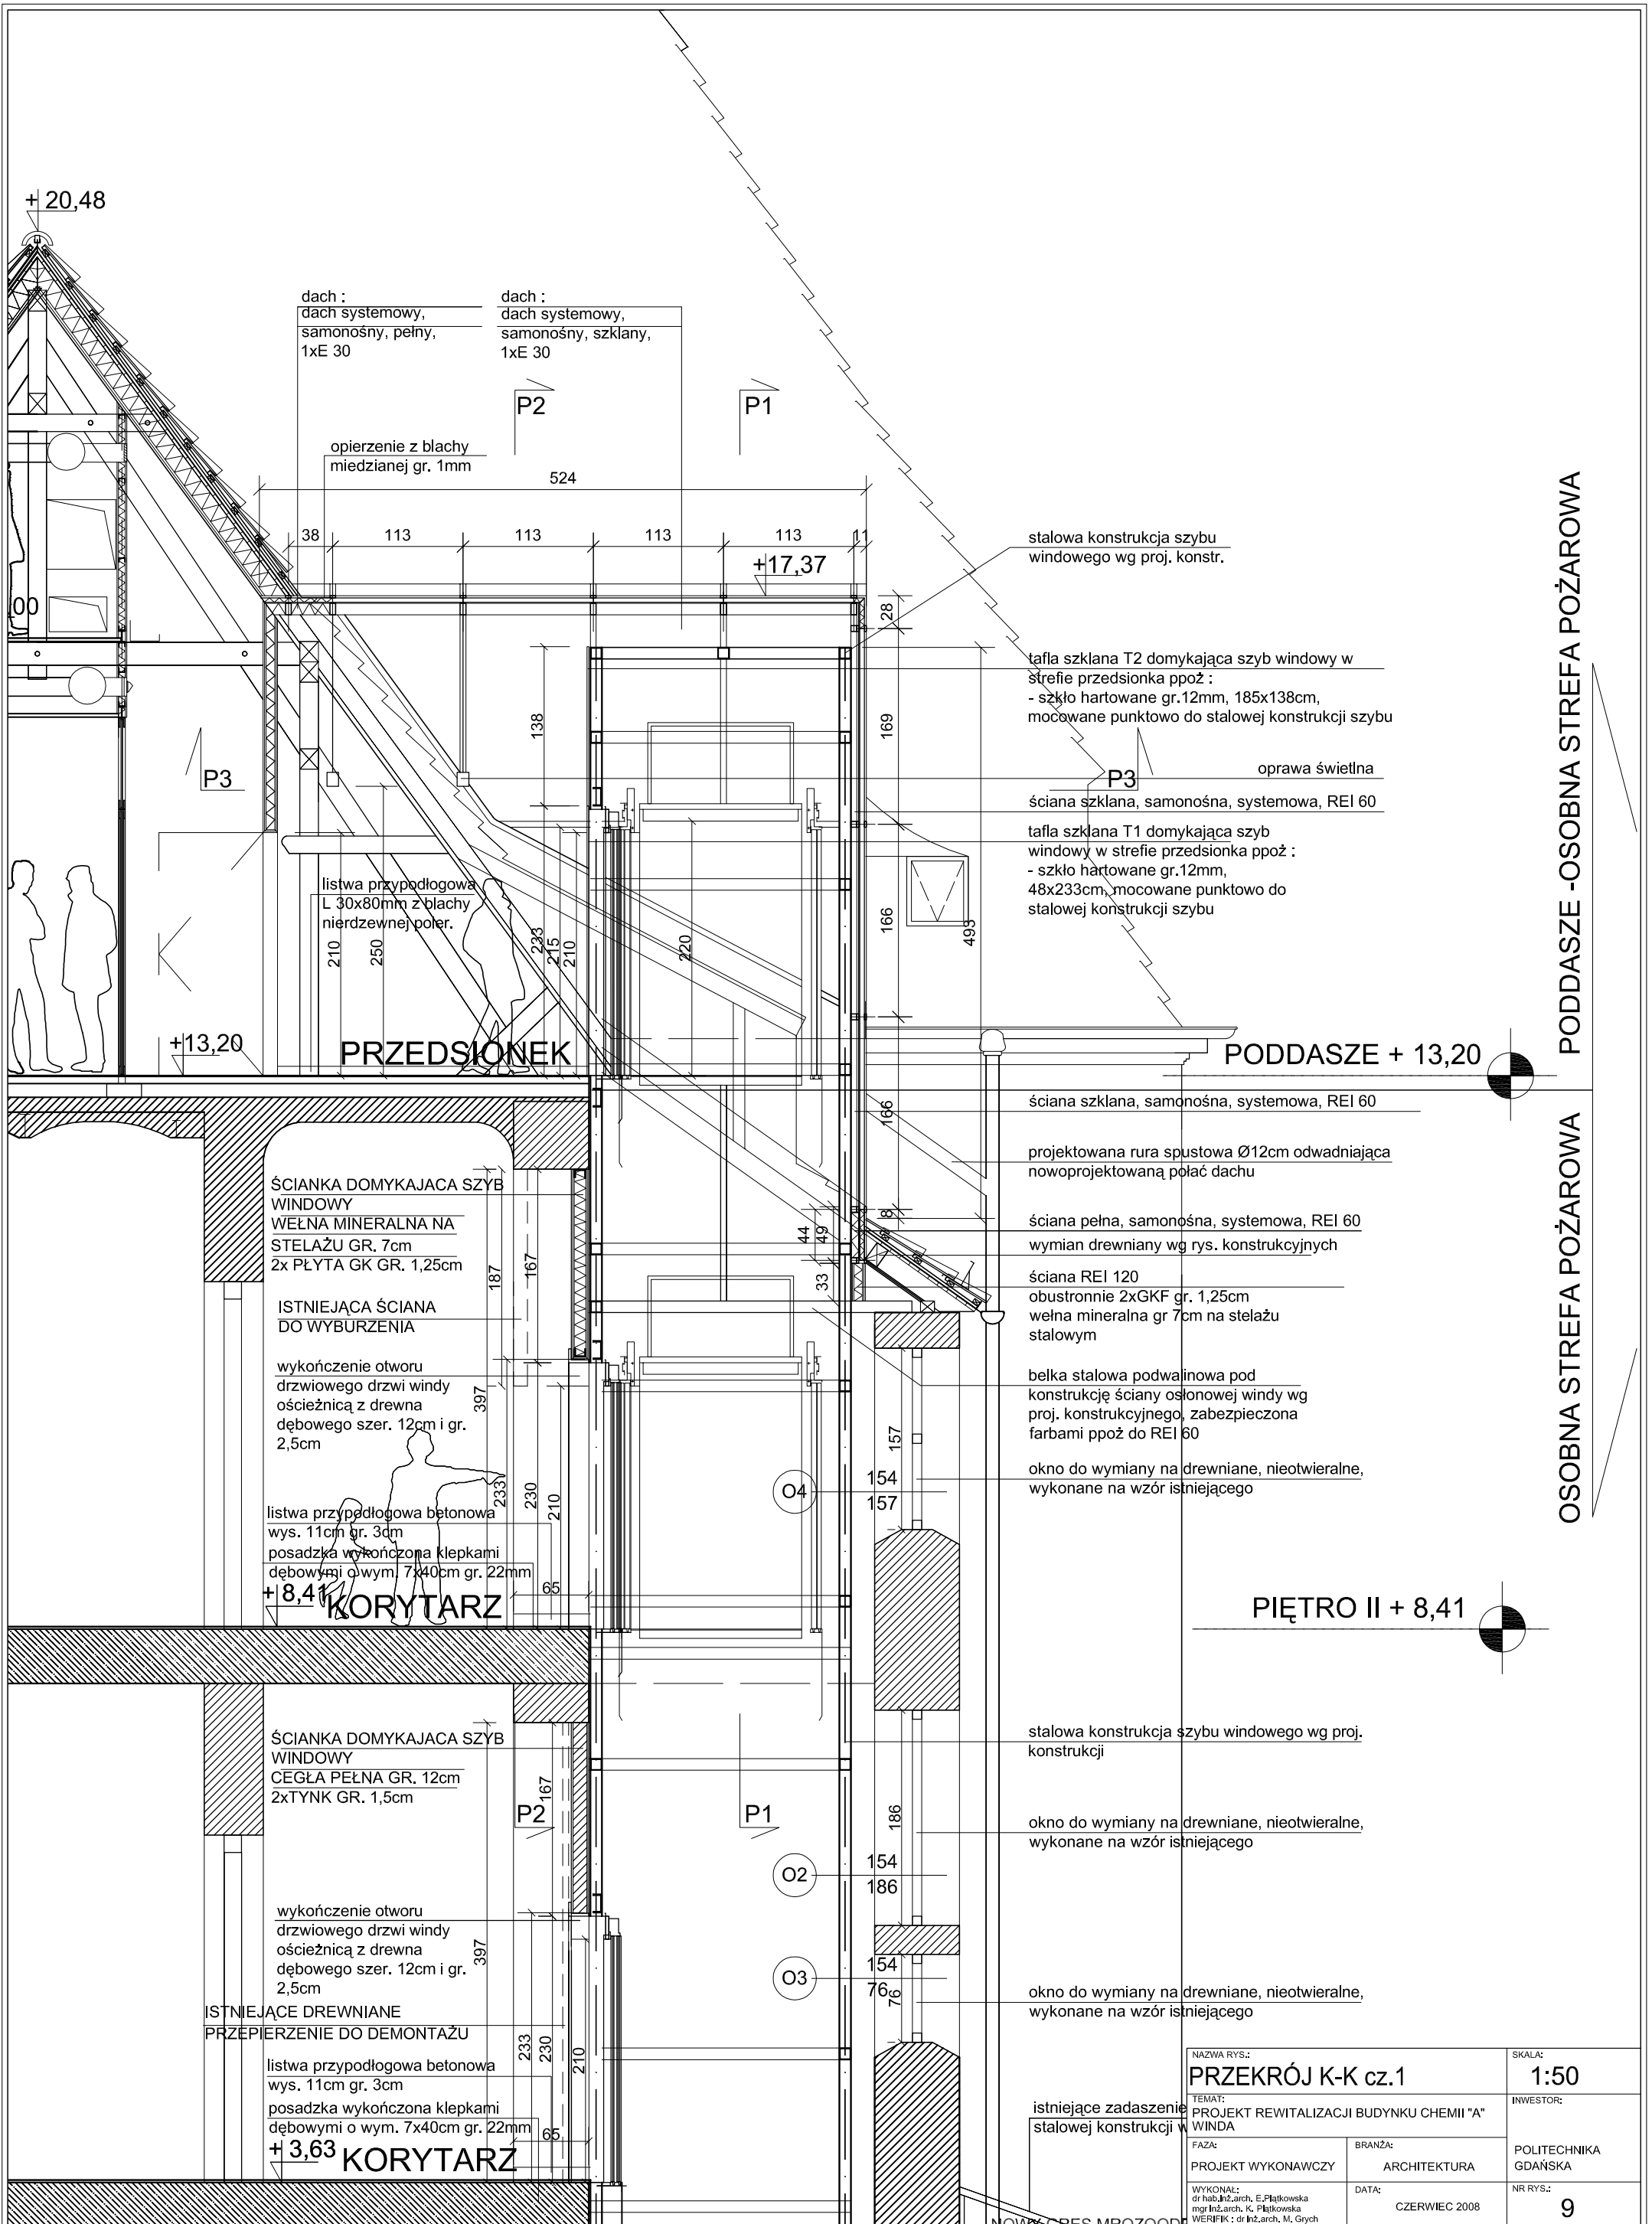 + 20,48
dach :
dach systemowy,
samonośny, pełny,
1xE 30
dach :
dach systemowy,
samonośny, szklany,
1xE 30
P2
P1
opierzenie z blachy
miedzianej gr. 1mm
524
38
113
113
113
113
11
+17,37
,00
28
stalowa konstrukcja szybu
windowego wg proj. konstr.
tafla szklana T2 domykająca szyb windowy w
strefie przedsionka ppoż :
- szkło hartowane gr.12mm, 185x138cm,
mocowane punktowo do stalowej konstrukcji szybu
138
169
P3
P3
oprawa świetlna
ściana szklana, samonośna, systemowa, REI 60
tafla szklana T1 domykająca szyb
windowy w strefie przedsionka ppoż :
- szkło hartowane gr.12mm,
48x233cm, mocowane punktowo do
stalowej konstrukcji szybu
listwa przypodłogowa
L 30x80mm z blachy
nierdzewnej poler.
210
250
233
215
210
220
166
493
PODDASZE -OSOBNA STREFA POŻAROWA
+13,20
PRZEDSIONEK
PODDASZE + 13,20
ściana szklana, samonośna, systemowa, REI 60
166
projektowana rura spustowa Ø12cm odwadniająca
nowoprojektowaną połać dachu
OSOBNA STREFA POŻAROWA
ŚCIANKA DOMYKAJACA SZYB
WINDOWY
WEŁNA MINERALNA NA
STELAŻU GR. 7cm
2x PŁYTA GK GR. 1,25cm
187
167
44
49
8
33
ściana pełna, samonośna, systemowa, REI 60
wymian drewniany wg rys. konstrukcyjnych
ściana REI 120
obustronnie 2xGKF gr. 1,25cm
wełna mineralna gr 7cm na stelażu
stalowym
ISTNIEJĄCA ŚCIANA
DO WYBURZENIA
wykończenie otworu
drzwiowego drzwi windy
ościeżnicą z drewna
dębowego szer. 12cm i gr.
2,5cm
397
belka stalowa podwalinowa pod
konstrukcję ściany osłonowej windy wg
proj. konstrukcyjnego, zabezpieczona
farbami ppoż do REI 60
157
O4
154
157
okno do wymiany na drewniane, nieotwieralne,
wykonane na wzór istniejącego
233
230
210
listwa przypodłogowa betonowa
wys. 11cm gr. 3cm
posadzka wykończona klepkami
dębowymi o wym. 7x40cm gr. 22mm
65
+ 8,41
KORYTARZ
PIĘTRO II + 8,41
ŚCIANKA DOMYKAJACA SZYB
WINDOWY
CEGŁA PEŁNA GR. 12cm
2xTYNK GR. 1,5cm
167
P2
P1
stalowa konstrukcja szybu windowego wg proj.
konstrukcji
186
okno do wymiany na drewniane, nieotwieralne,
wykonane na wzór istniejącego
O2
154
186
wykończenie otworu
drzwiowego drzwi windy
ościeżnicą z drewna
dębowego szer. 12cm i gr.
2,5cm
397
O3
154
76
76
okno do wymiany na drewniane, nieotwieralne,
wykonane na wzór istniejącego
ISTNIEJĄCE DREWNIANE
PRZEPIERZENIE DO DEMONTAŻU
233
230
210
listwa przypodłogowa betonowa
wys. 11cm gr. 3cm
posadzka wykończona klepkami
dębowymi o wym. 7x40cm gr. 22mm
65
+ 3,63
KORYTARZ
istniejące zadaszenie
stalowej konstrukcji w
NAZWA RYS.:
PRZEKRÓJ K-K cz.1
SKALA:
1:50
TEMAT:
PROJEKT REWITALIZACJI BUDYNKU CHEMII "A"
WINDA
INWESTOR:
POLITECHNIKA
GDAŃSKA
FAZA:
PROJEKT WYKONAWCZY
BRANŻA:
ARCHITEKTURA
WYKONAŁ:
dr hab.inż.arch. E.Piątkowska
mgr inż.arch. K. Piątkowska
WERIFIK : dr inż.arch. M. Grych
DATA:
CZERWIEC 2008
NR RYS.:
9